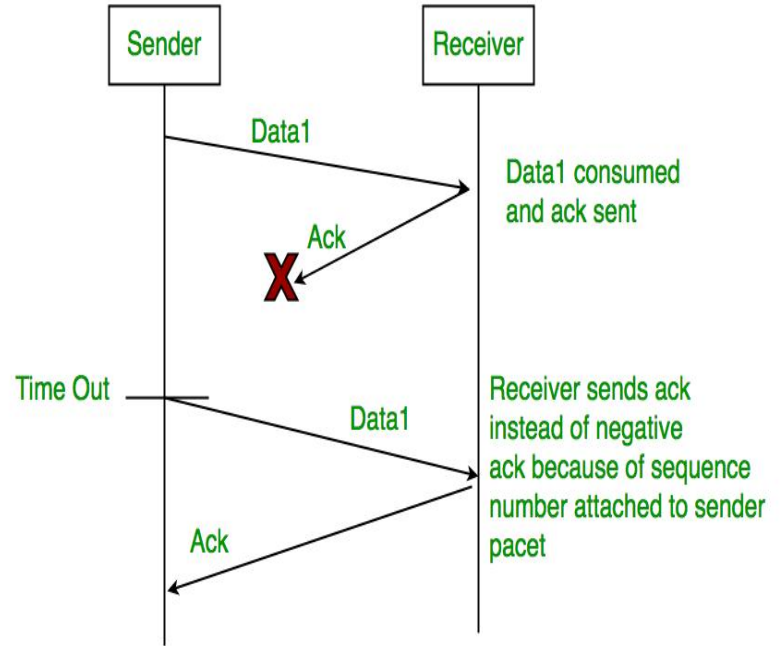 Sender
Receiver
Data1
Data1 consumed
and ack sent
Ack
X
Time Out
Data1
Receiver sends ack
instead of negative
ack because of sequence
number attached to sender
pacet
Ack